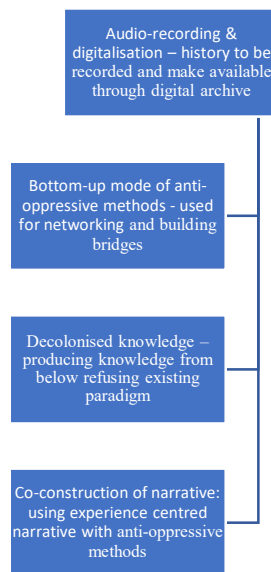 Audio-recording &
digitalisation – history to be
recorded and make available
through digital archive
Bottom-up mode of anti-
oppressive methods - used
for networking and building
bridges
Decolonised knowledge –
producing knowledge from
below refusing existing
paradigm
Co-construction of narrative:
using experience centred
narrative with anti-oppressive
methods